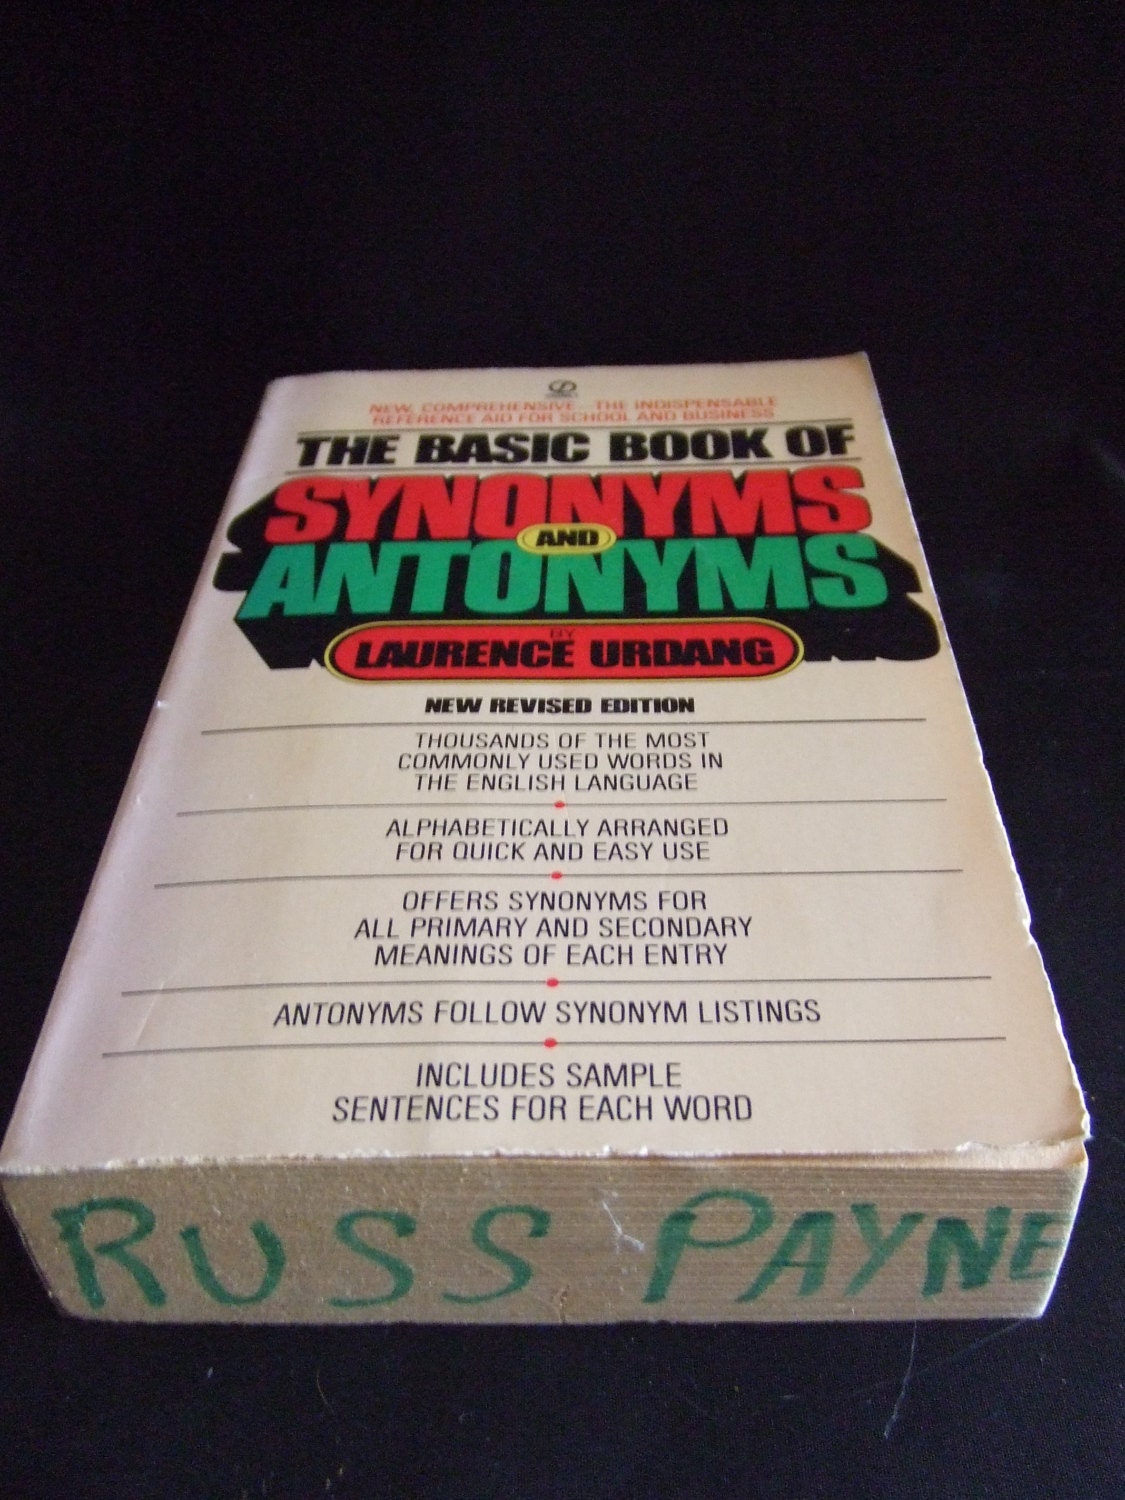 NEW, COMPREHENSIVE—THE INDISPENSABLE
REFERENCE AID FOR SCHOOL AND BUSINESS
THE BASIC BOOK OF
SYNONYMS
AND
ANTONYMS
BY
LAURENCE URDANG
NEW REVISED EDITION
THOUSANDS OF THE MOST
COMMONLY USED WORDS IN
THE ENGLISH LANGUAGE
ALPHABETICALLY ARRANGED
FOR QUICK AND EASY USE
OFFERS SYNONYMS FOR
ALL PRIMARY AND SECONDARY
MEANINGS OF EACH ENTRY
ANTONYMS FOLLOW SYNONYM LISTINGS
INCLUDES SAMPLE
SENTENCES FOR EACH WORD
RUSS PAYNE